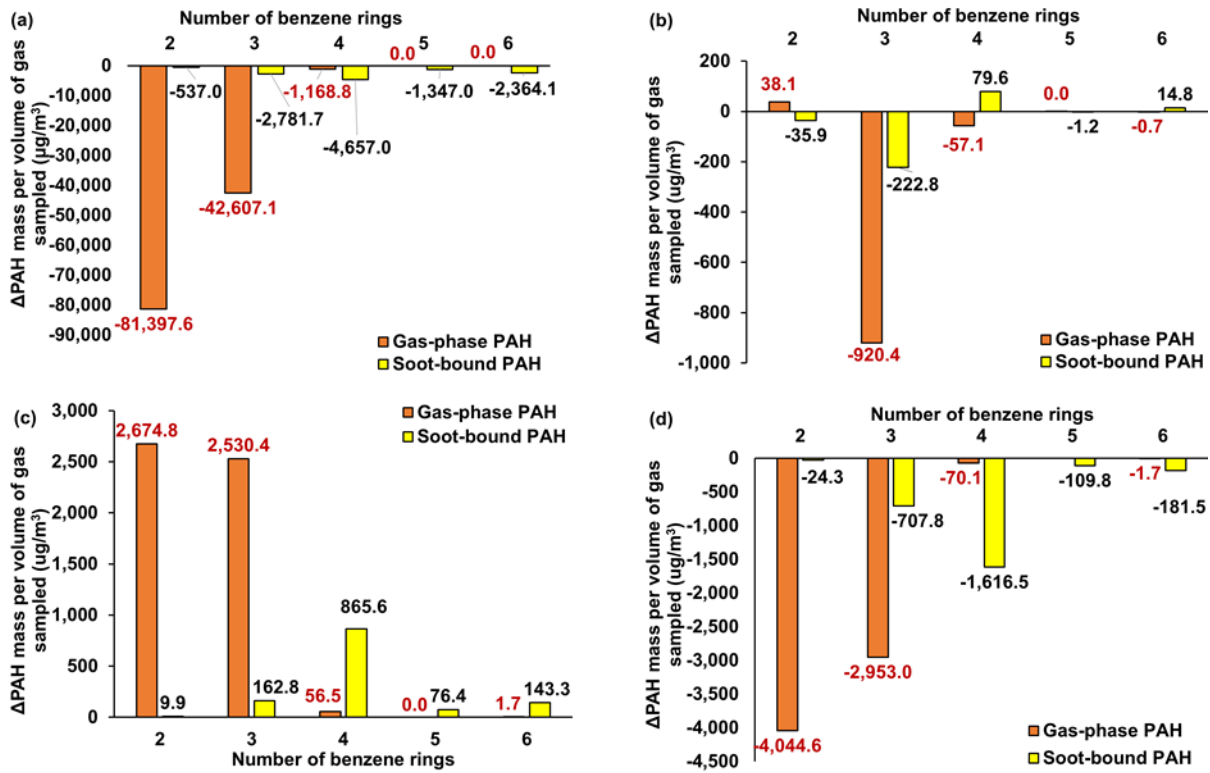 (a)
Number of benzene rings
2 3 4 5 6
0.0 0.0
0
-10,000
-20,000
-30,000
-40,000
-50,000
-60,000
-70,000
-80,000
-90,000
ΔPAH mass per volume of gas
sampled (µg/m³)
-537.0
-2,781.7
-1,168.8
-4,657.0
-1,347.0
-2,364.1
-42,607.1
-81,397.6
Gas-phase PAH
Soot-bound PAH
(b)
Number of benzene rings
2 3 4 5 6
200
0
-200
-400
-600
-800
-1,000
ΔPAH mass per volume of gas
sampled (ug/m³)
38.1
-35.9
-920.4
-222.8
-57.1
79.6
0.0
-1.2
-0.7
14.8
Gas-phase PAH
Soot-bound PAH
(c)
3,000
2,500
2,000
1,500
1,000
500
0
ΔPAH mass per volume of gas
sampled (ug/m³)
2,674.8
9.9
2,530.4
162.8
56.5
865.6
0.0
76.4
1.7
143.3
Gas-phase PAH
Soot-bound PAH
2 3 4 5 6
Number of benzene rings
(d)
Number of benzene rings
2 3 4 5 6
0
-500
-1,000
-1,500
-2,000
-2,500
-3,000
-3,500
-4,000
-4,500
ΔPAH mass per volume of gas
sampled (ug/m³)
-24.3
-707.8
-70.1
-1,616.5
-109.8
-1.7
-181.5
-2,953.0
-4,044.6
Gas-phase PAH
Soot-bound PAH